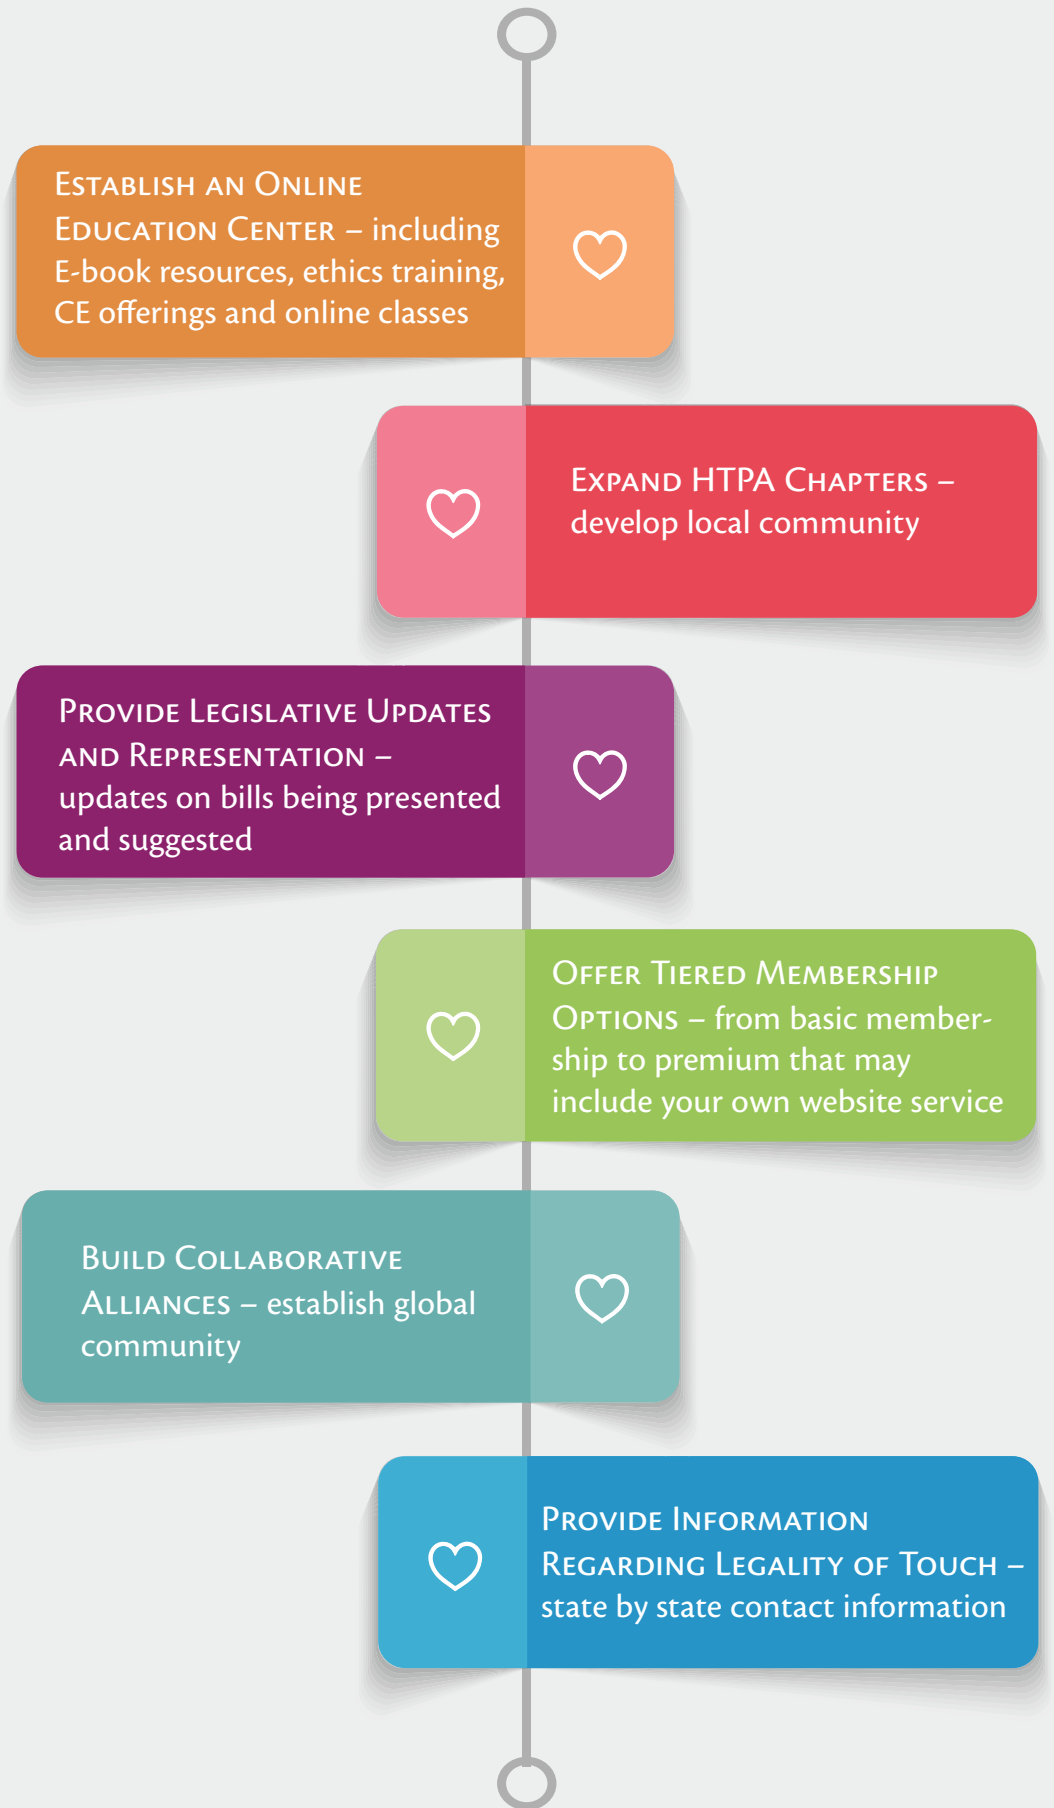 Establish an Online
Education Center – including
E-book resources, ethics training,
CE offerings and online classes
Expand HTPA Chapters –
develop local community
Provide Legislative Updates
and Representation –
updates on bills being presented
and suggested
Offer Tiered Membership
Options – from basic member-
ship to premium that may
include your own website service
Build Collaborative
Alliances – establish global
community
Provide Information
Regarding Legality of Touch –
state by state contact information